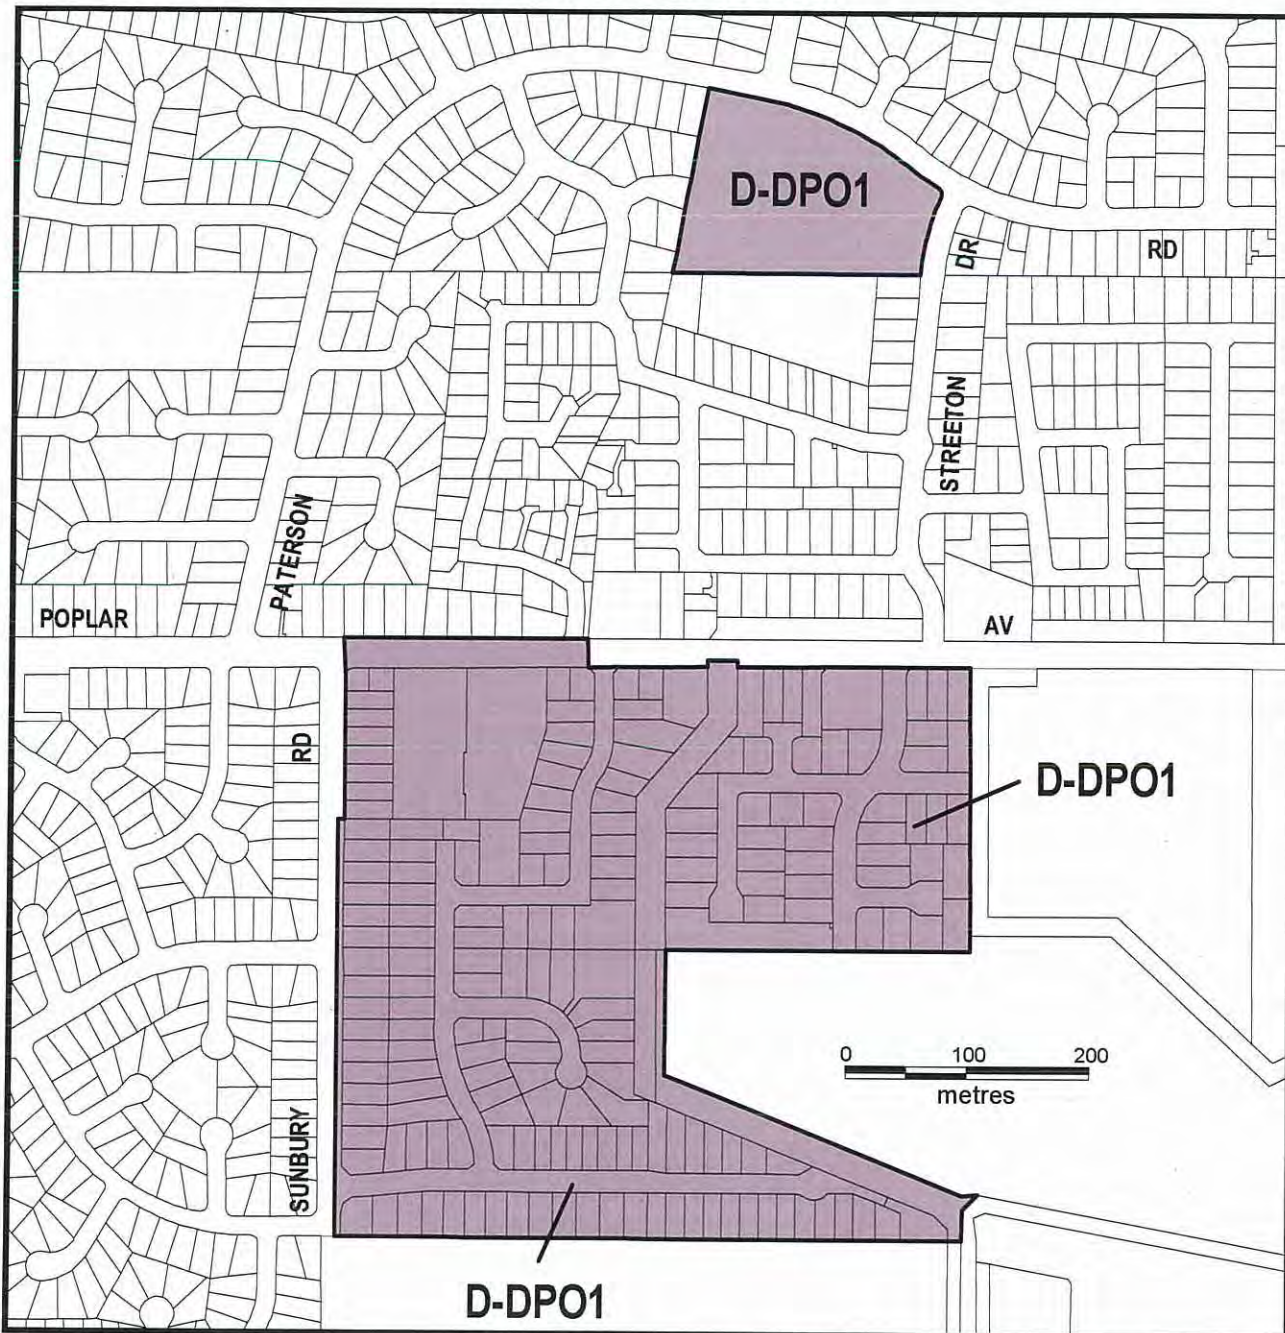 D-DPO1
DR
RD
STREETON
PATERSON
POPLAR
AV
RD
D-DPO1
0 100 200
metres
SUNBURY
D-DPO1